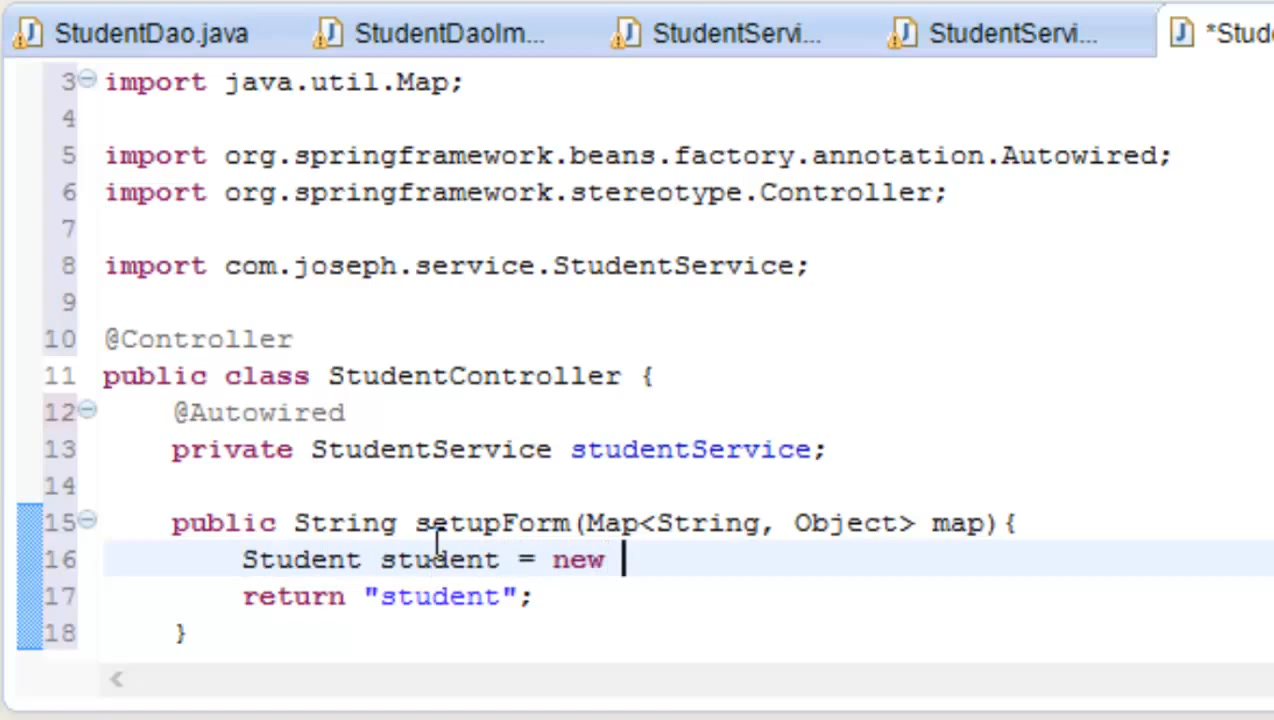 StudentDao.java StudentDaoIm... StudentServi... StudentServi... *Stud
3 import java.util.Map;
4
5 import org.springframework.beans.factory.annotation.Autowired;
6 import org.springframework.stereotype.Controller;
7
8 import com.joseph.service.StudentService;
9
10 @Controller
11 public class StudentController {
12 @Autowired
13 private StudentService studentService;
14
15 public String setupForm(Map<String, Object> map){
16 Student student = new
17 return "student";
18 }